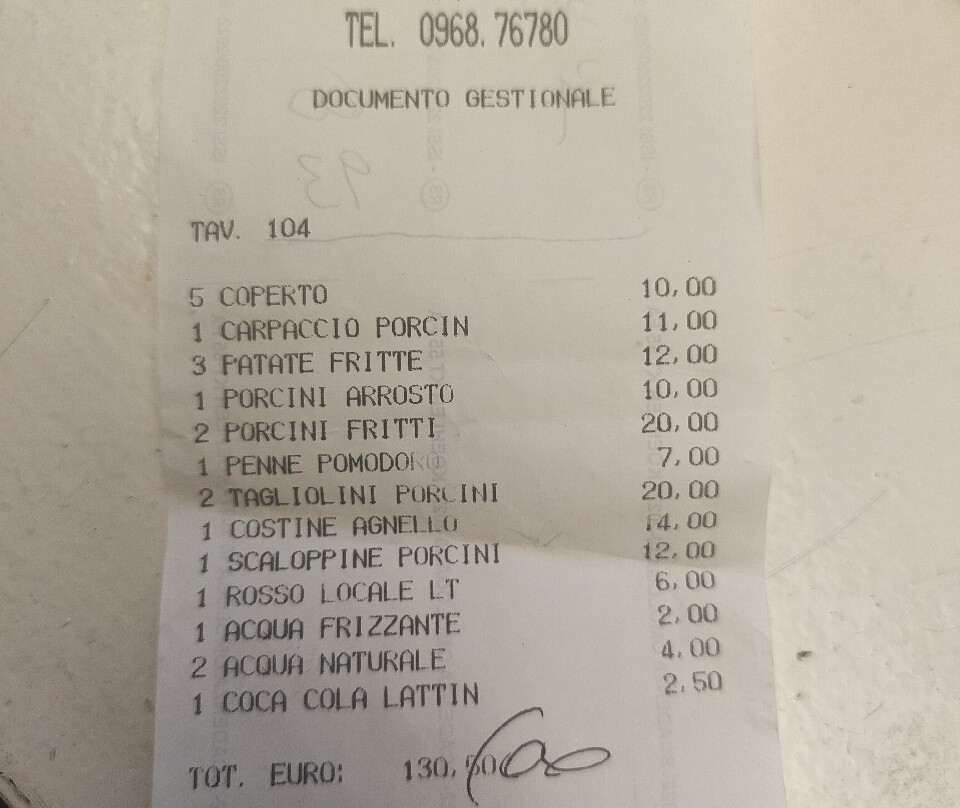 TEL. 0968.76780
DOCUMENTO GESTIONALE
TAV. 104
5 COPERTO 10,00
1 CARPACCIO PORCIN 11,00
3 PATATE FRITTE 12,00
1 PORCINI ARROSTO 10,00
2 PORCINI FRITTI 20,00
1 PENNE POMODORO 7,00
2 TAGLIOLINI PORCINI 20,00
1 COSTINE AGNELLO 14,00
1 SCALOPPINE PORCINI 12,00
1 ROSSO LOCALE LT 6,00
1 ACQUA FRIZZANTE 2,00
2 ACQUA NATURALE 4,00
1 COCA COLA LATTIN 2,50
TOT. EURO: 130,50